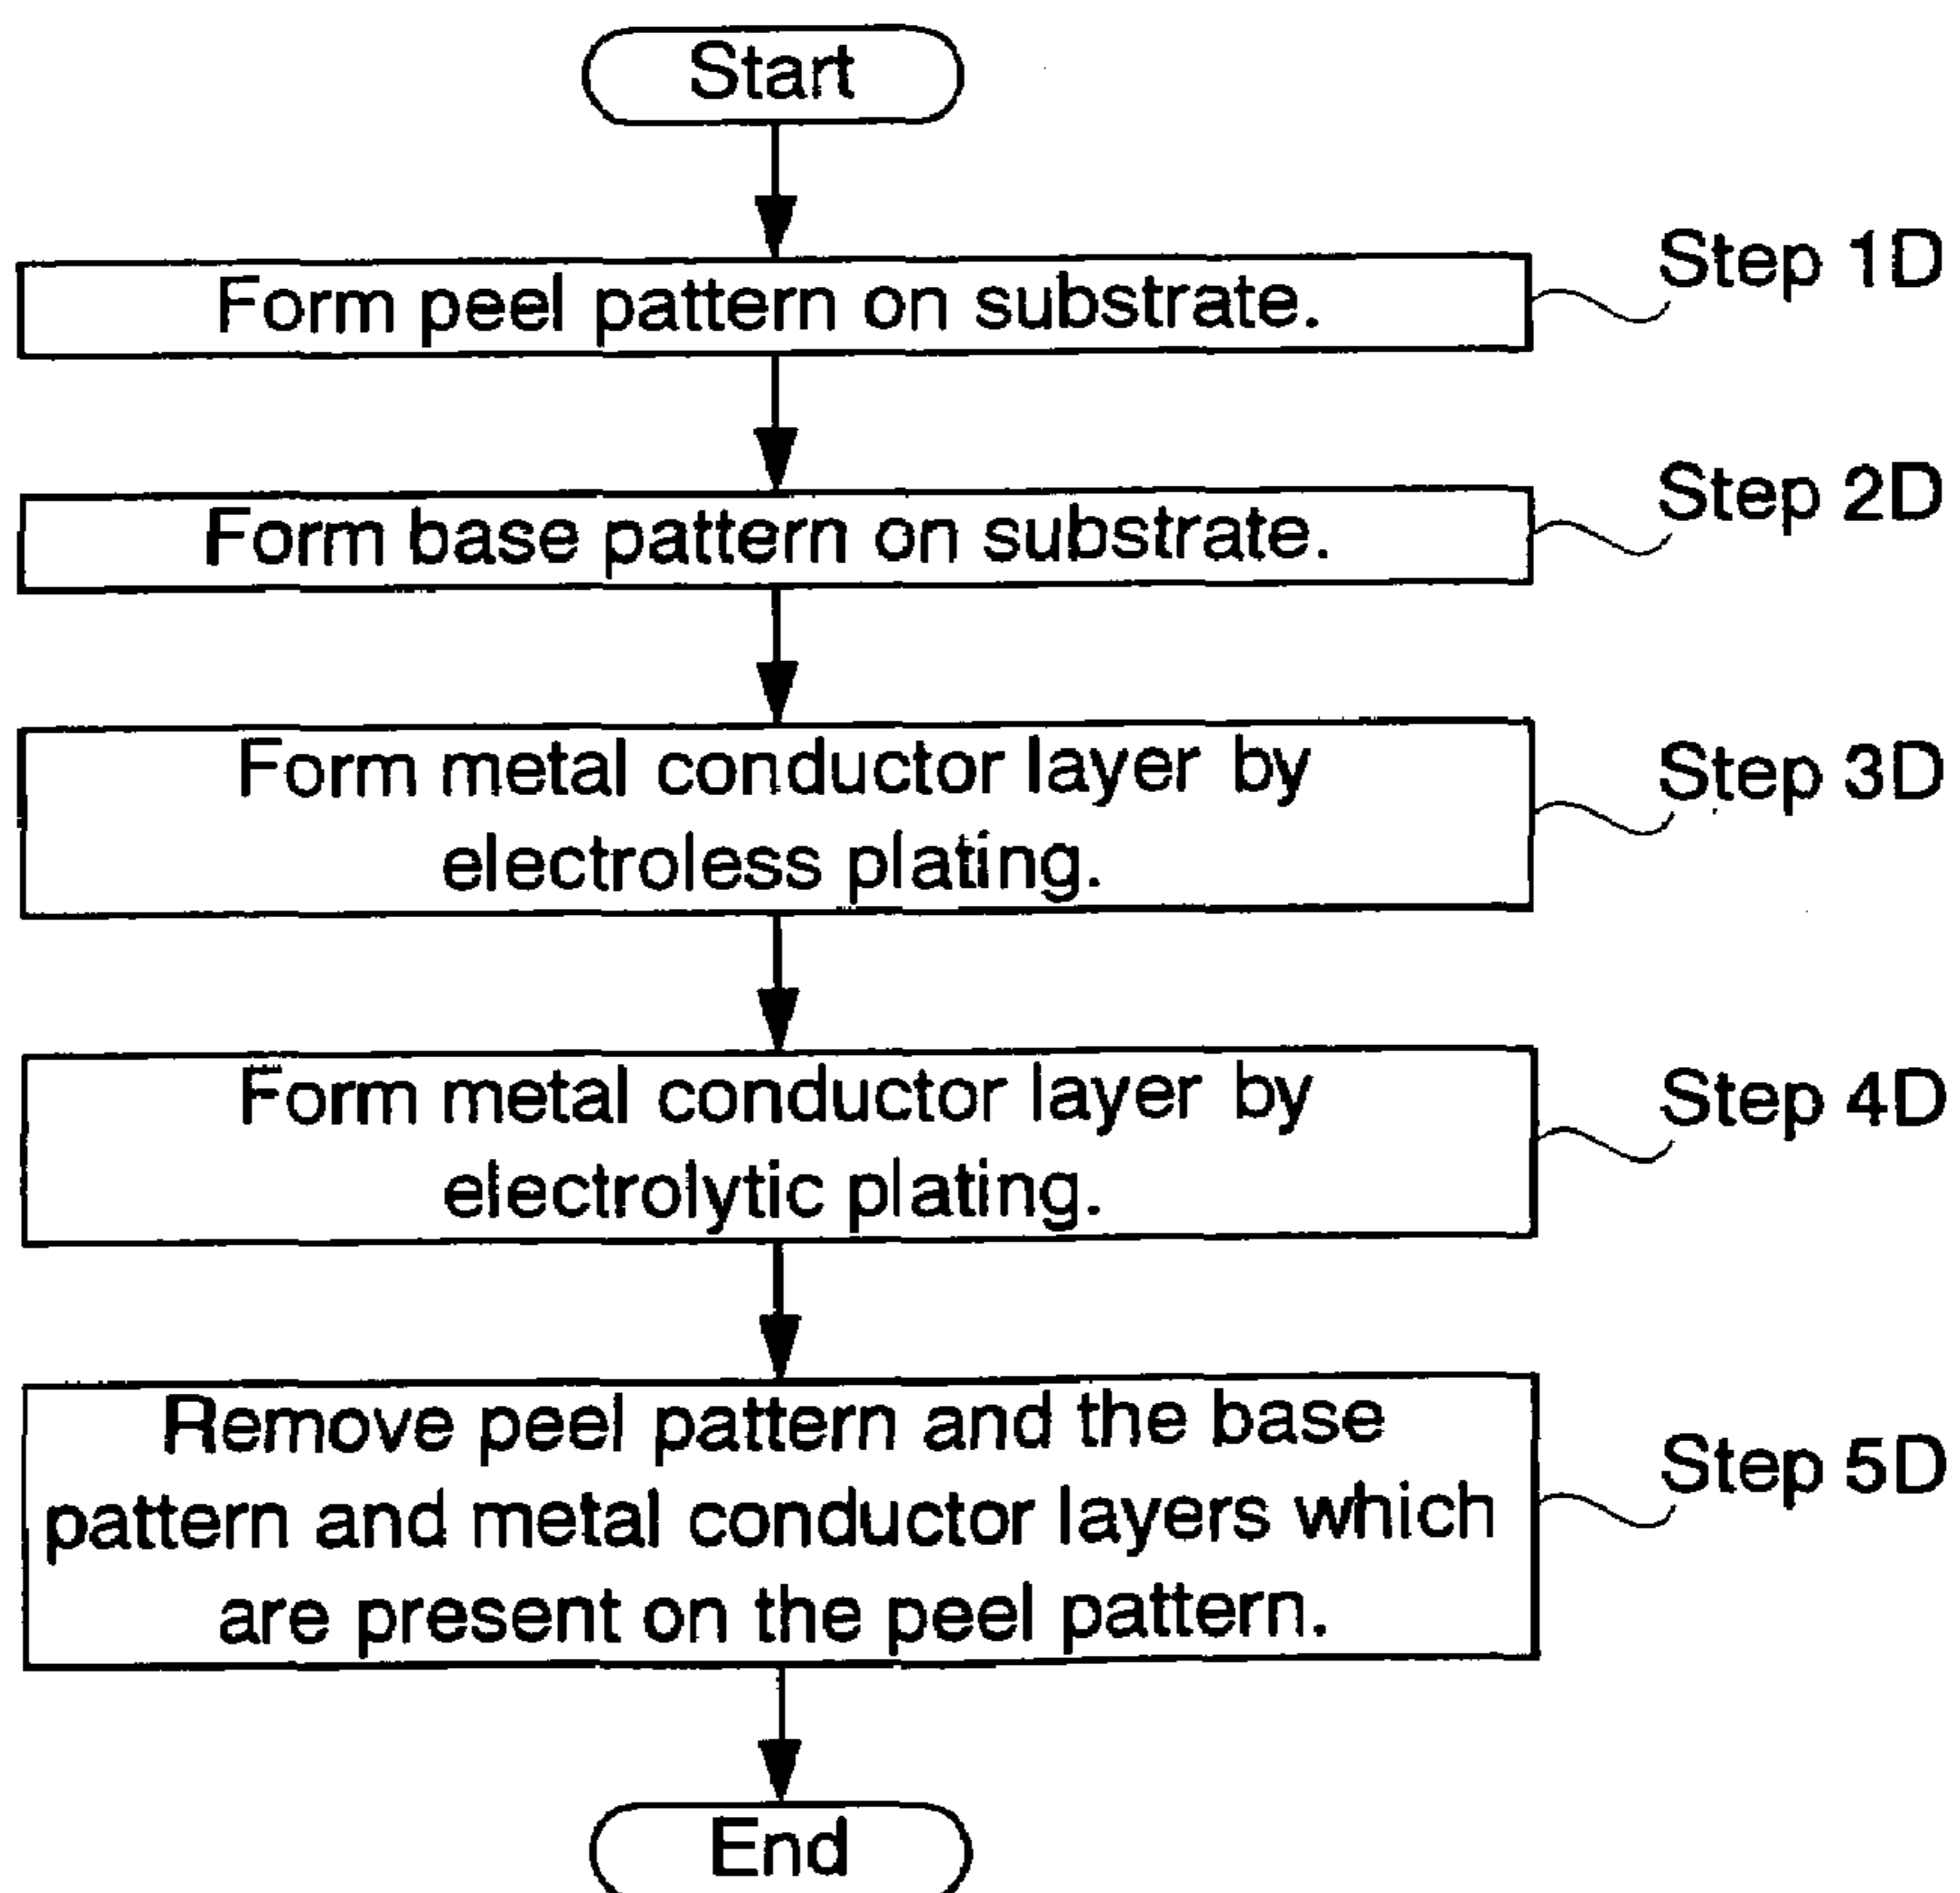 Start
Form peel pattern on substrate.
Step 1D
Form base pattern on substrate.
Step 2D
Form metal conductor layer by
electroless plating.
Step 3D
Form metal conductor layer by
electrolytic plating.
Step 4D
Remove peel pattern and the base
pattern and metal conductor layers which
are present on the peel pattern.
Step 5D
End